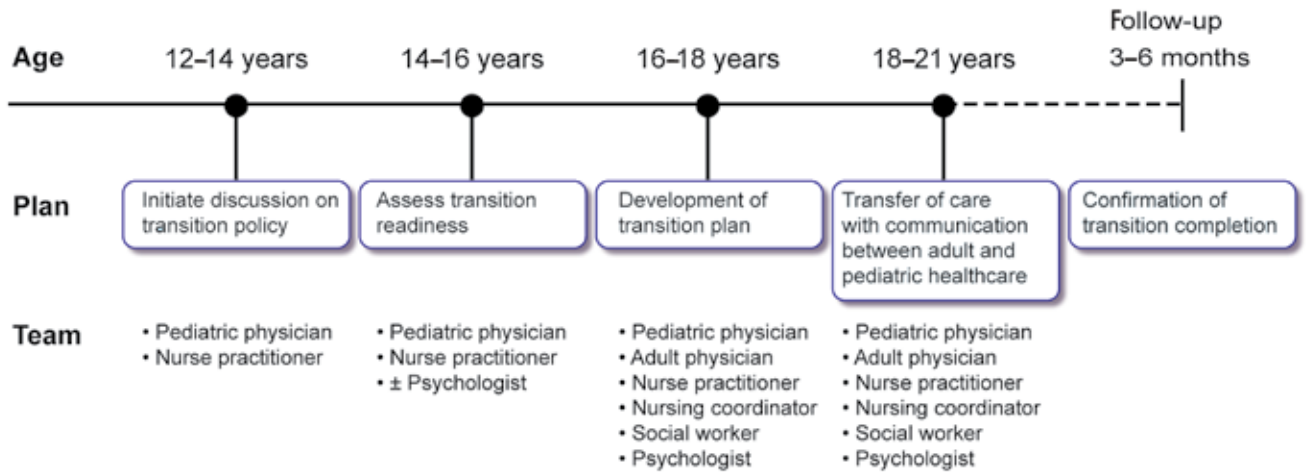 Follow-up
Age 12–14 years 14–16 years 16–18 years 18–21 years 3–6 months
Plan
Initiate discussion on
transition policy
Assess transition
readiness
Development of
transition plan
Transfer of care
with communication
between adult and
pediatric healthcare
Confirmation of
transition completion
Team
• Pediatric physician
• Nurse practitioner
• Pediatric physician
• Nurse practitioner
• ± Psychologist
• Pediatric physician
• Adult physician
• Nurse practitioner
• Nursing coordinator
• Social worker
• Psychologist
• Pediatric physician
• Adult physician
• Nurse practitioner
• Nursing coordinator
• Social worker
• Psychologist